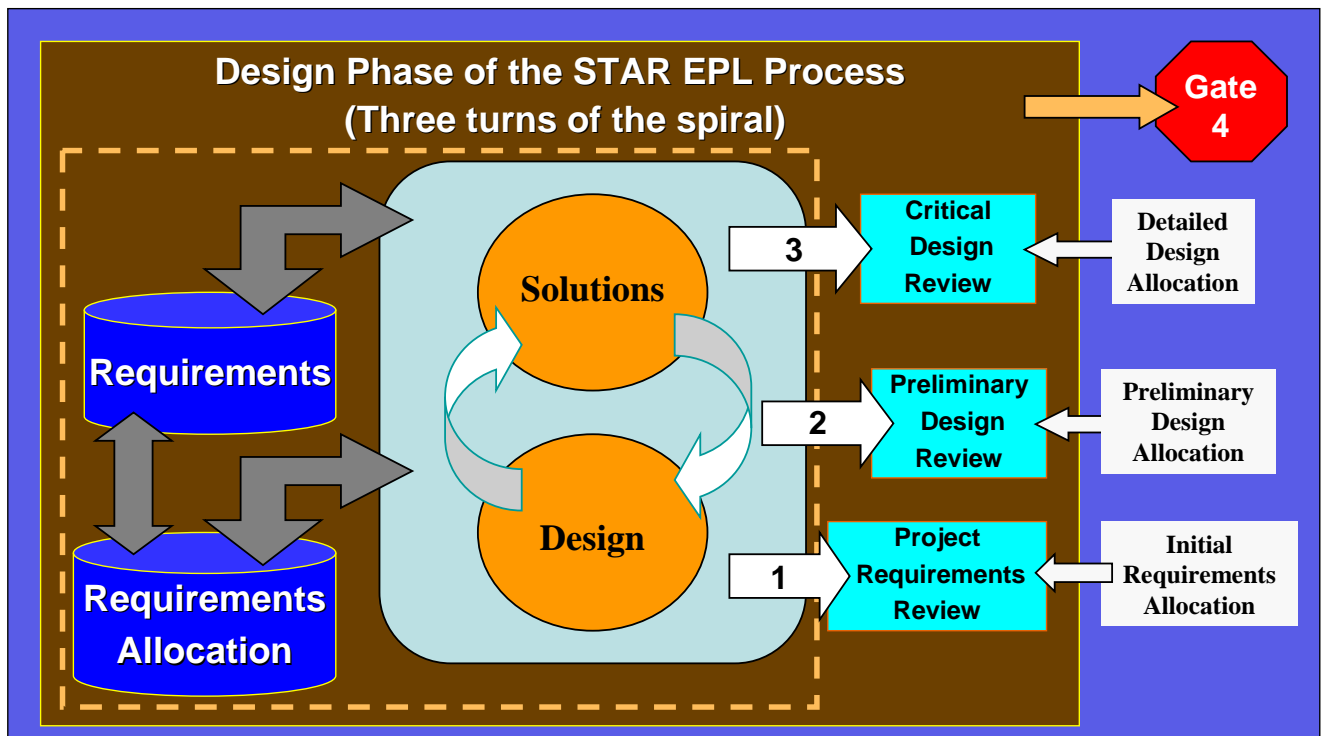 Design Phase of the STAR EPL Process
(Three turns of the spiral)
Gate
4
Solutions
Design
Requirements
Requirements
Allocation
3
Critical
Design
Review
Detailed
Design
Allocation
2
Preliminary
Design
Review
Preliminary
Design
Allocation
1
Project
Requirements
Review
Initial
Requirements
Allocation